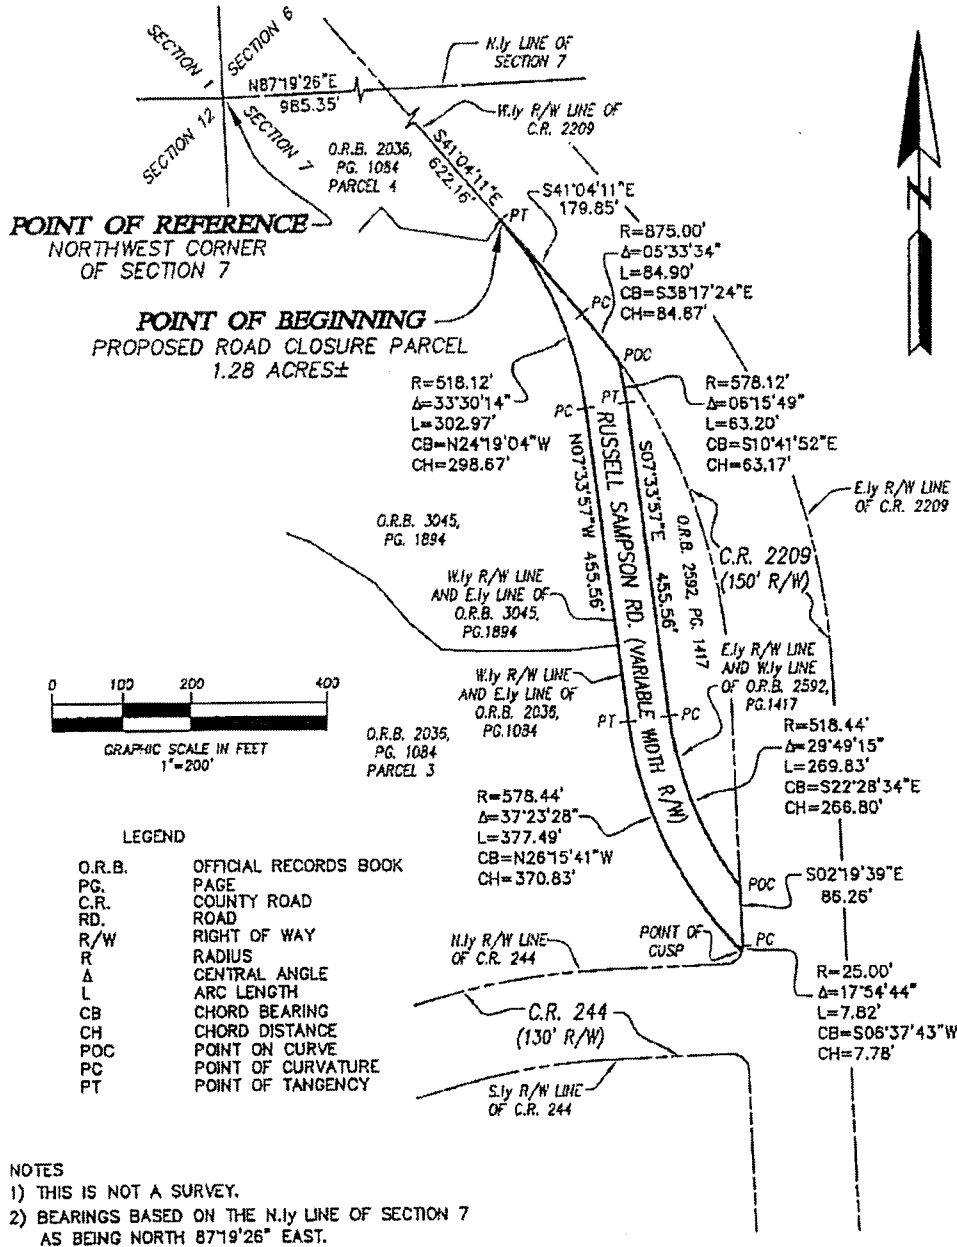 SECTION 1
SECTION 6
SECTION 12
SECTION 7
N87°19'26"E
985.35'
N.ly LINE OF
SECTION 7
W.ly R/W LINE OF
C.R. 2209
S41°04'11"E
622.16'
O.R.B. 2036,
PG. 1084
PARCEL 4
POINT OF REFERENCE
NORTHWEST CORNER
OF SECTION 7
PT
S41°04'11"E
179.85'
R=875.00'
Δ=05°33'34"
L=84.90'
CB=S38°17'24"E
CH=84.87'
PC
N
POINT OF BEGINNING
PROPOSED ROAD CLOSURE PARCEL
1.28 ACRES±
POC
R=518.12'
Δ=33°30'14"
L=302.97'
CB=N24°19'04"W
CH=298.67'
PC
PT
R=578.12'
Δ=06°15'49"
L=63.20'
CB=S10°41'52"E
CH=63.17'
N07°33'57"W 455.56'
RUSSELL SAMPSON RD. (VARIABLE WIDTH R/W)
S07°33'57"E 455.56'
O.R.B. 2592, PG. 1417
E.ly R/W LINE
OF C.R. 2209
C.R. 2209
(150' R/W)
O.R.B. 3045,
PG. 1894
W.ly R/W LINE
AND E.ly LINE OF
O.R.B. 3045,
PG.1894
W.ly R/W LINE
AND E.ly LINE OF
O.R.B. 2036,
PG.1084
E.ly R/W LINE
AND W.ly LINE
OF O.R.B. 2592,
PG.1417
0 100 200 400
GRAPHIC SCALE IN FEET
1"=200'
O.R.B. 2036,
PG. 1084
PARCEL 3
PT
PC
R=518.44'
Δ=29°49'15"
L=269.83'
CB=S22°28'34"E
CH=266.80'
R=578.44'
Δ=37°23'28"
L=377.49'
CB=N26°15'41"W
CH=370.83'
POC
S02°19'39"E
86.26'
LEGEND
O.R.B. OFFICIAL RECORDS BOOK
PG. PAGE
C.R. COUNTY ROAD
RD. ROAD
R/W RIGHT OF WAY
R RADIUS
Δ CENTRAL ANGLE
L ARC LENGTH
CB CHORD BEARING
CH CHORD DISTANCE
POC POINT ON CURVE
PC POINT OF CURVATURE
PT POINT OF TANGENCY
POINT OF
CUSP
PC
N.ly R/W LINE
OF C.R. 244
R=25.00'
Δ=17°54'44"
L=7.82'
CB=S06°37'43"W
CH=7.78'
C.R. 244
(130' R/W)
S.ly R/W LINE
OF C.R. 244
NOTES
1) THIS IS NOT A SURVEY.
2) BEARINGS BASED ON THE N.ly LINE OF SECTION 7
AS BEING NORTH 87°19'26" EAST.